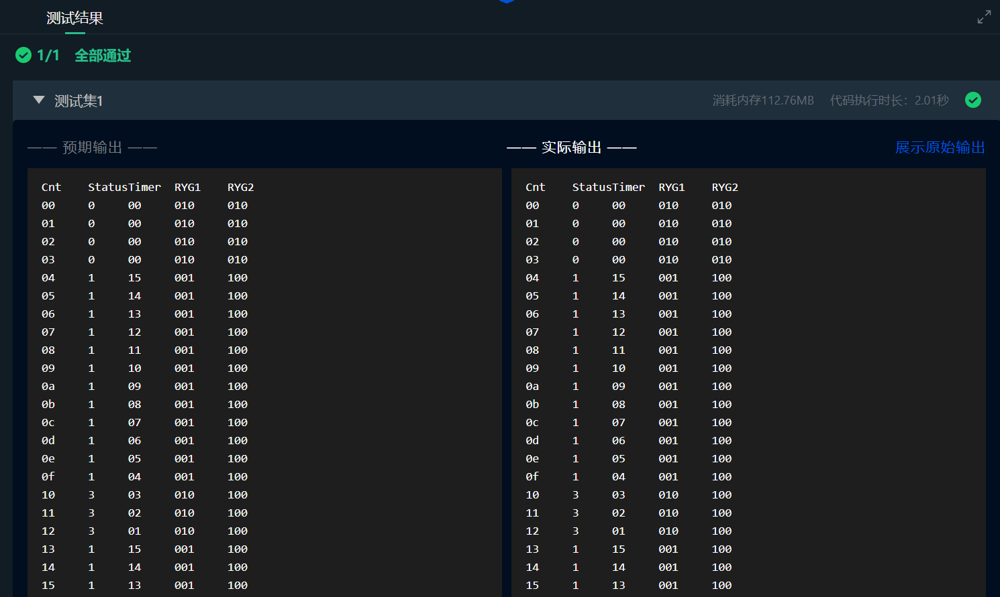 测试结果
1/1 全部通过
测试集1 消耗内存112.76MB 代码执行时长：2.01秒
—— 预期输出 —— —— 实际输出 —— 展示原始输出
Cnt StatusTimer RYG1 RYG2 Cnt StatusTimer RYG1 RYG2
00 0 00 010 010 00 0 00 010 010
01 0 00 010 010 01 0 00 010 010
02 0 00 010 010 02 0 00 010 010
03 0 00 010 010 03 0 00 010 010
04 1 15 001 100 04 1 15 001 100
05 1 14 001 100 05 1 14 001 100
06 1 13 001 100 06 1 13 001 100
07 1 12 001 100 07 1 12 001 100
08 1 11 001 100 08 1 11 001 100
09 1 10 001 100 09 1 10 001 100
0a 1 09 001 100 0a 1 09 001 100
0b 1 08 001 100 0b 1 08 001 100
0c 1 07 001 100 0c 1 07 001 100
0d 1 06 001 100 0d 1 06 001 100
0e 1 05 001 100 0e 1 05 001 100
0f 1 04 001 100 0f 1 04 001 100
10 3 03 010 100 10 3 03 010 100
11 3 02 010 100 11 3 02 010 100
12 3 01 010 100 12 3 01 010 100
13 1 15 001 100 13 1 15 001 100
14 1 14 001 100 14 1 14 001 100
15 1 13 001 100 15 1 13 001 100